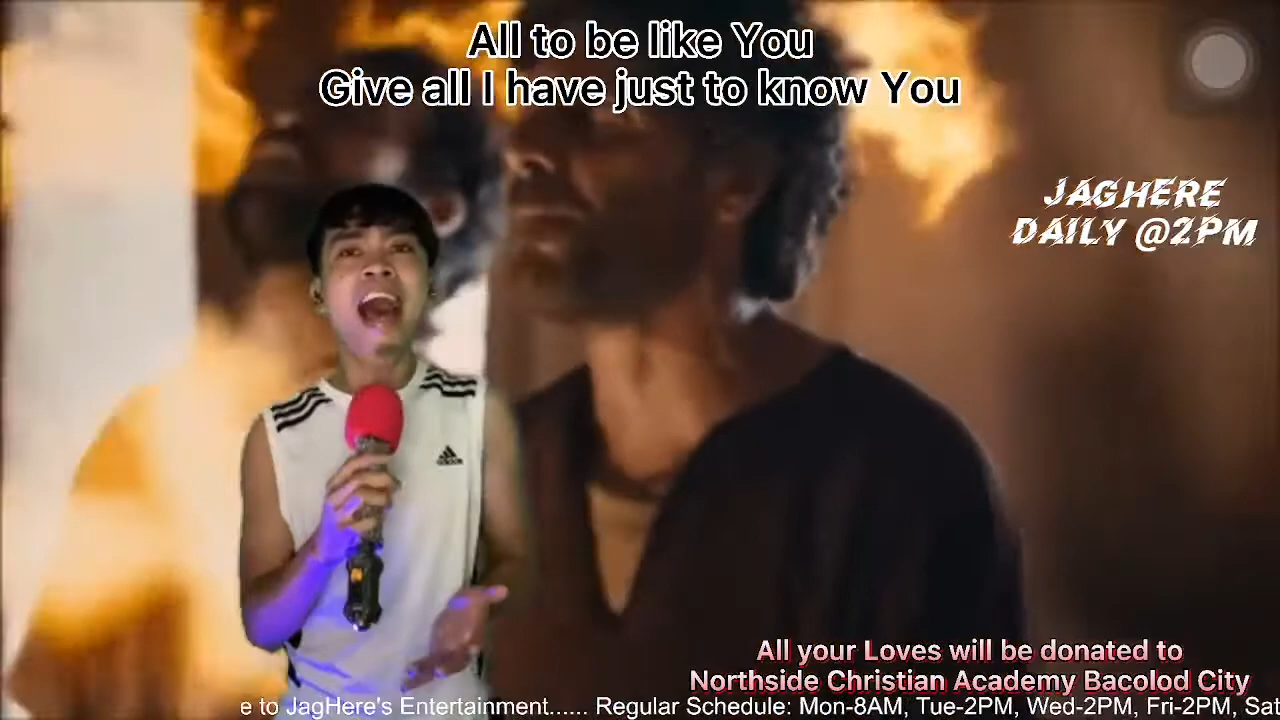 All to be like You
Give all I have just to know You
JAGHERE
DAILY @2PM
adidas
All your Loves will be donated to
Northside Christian Academy Bacolod City
e to JagHere's Entertainment...... Regular Schedule: Mon-8AM, Tue-2PM, Wed-2PM, Fri-2PM, Sat